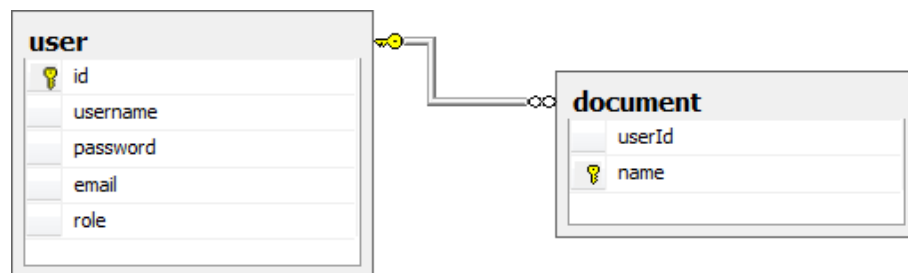 user
id
username
password
email
role
document
userId
name